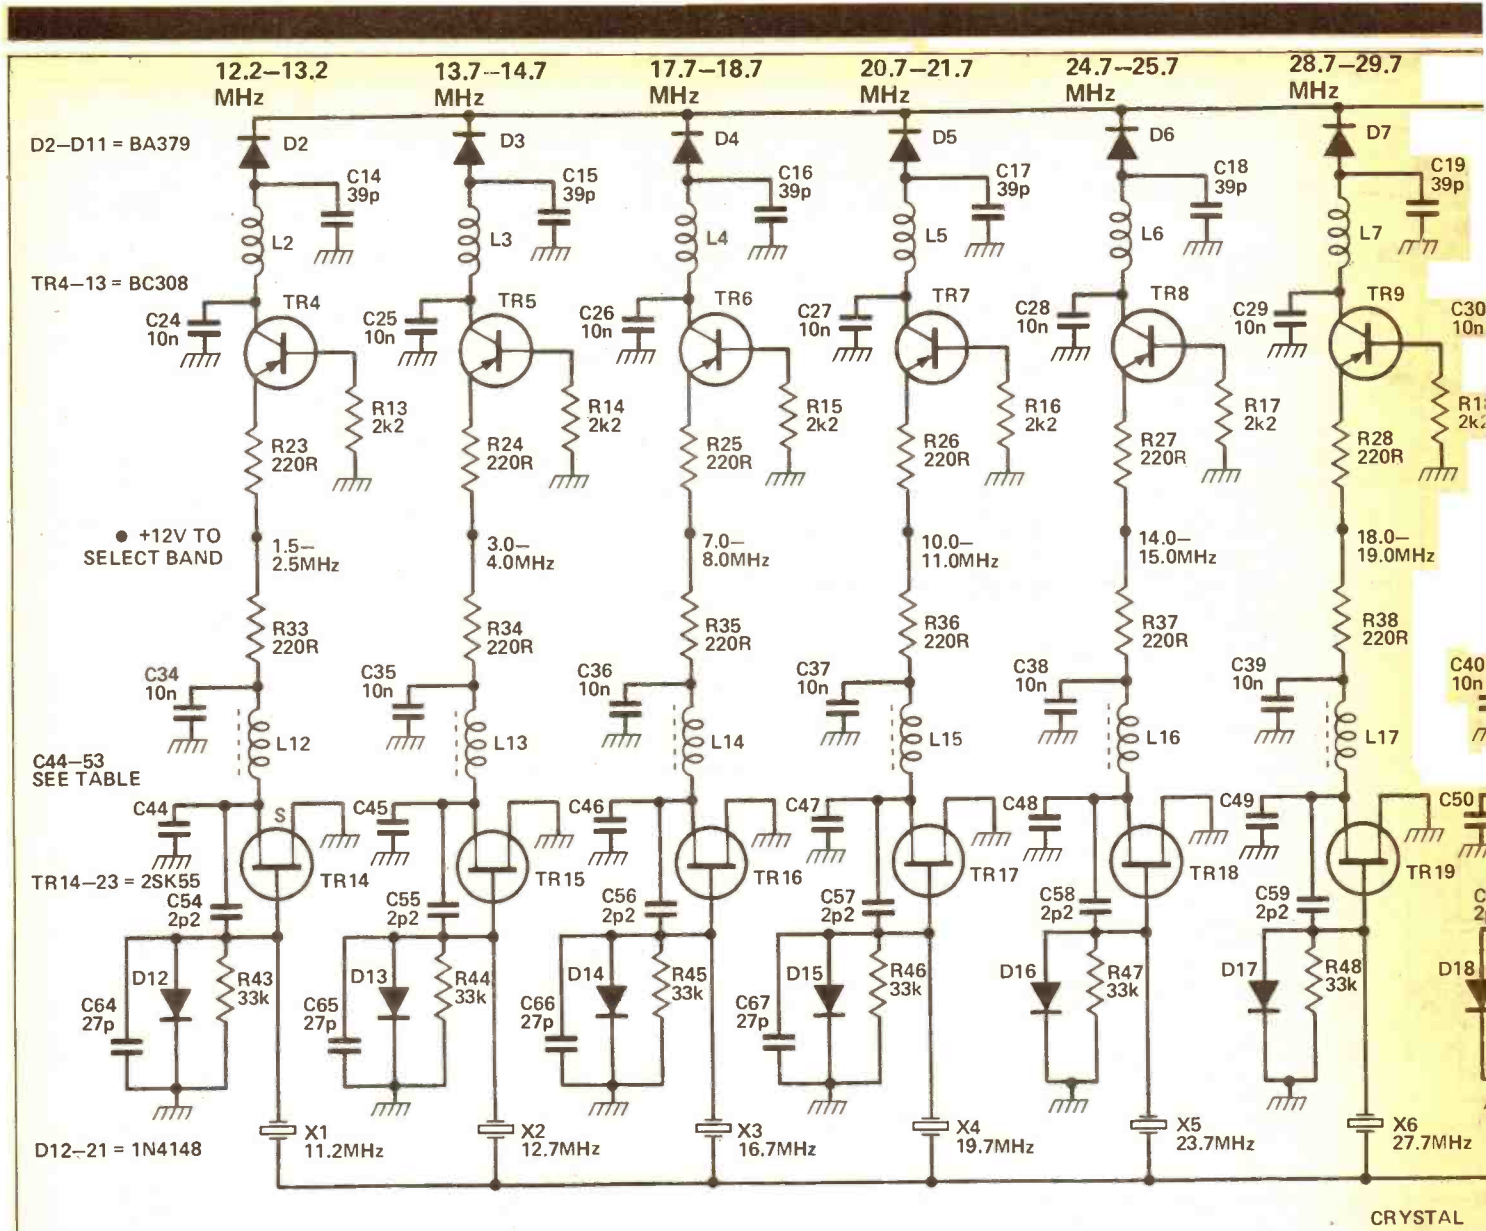 12.2–13.2 MHz
13.7–14.7 MHz
17.7–18.7 MHz
20.7–21.7 MHz
24.7–25.7 MHz
28.7–29.7 MHz
D2–D11 = BA379
D2
D3
D4
D5
D6
D7
C14 39p
C15 39p
C16 39p
C17 39p
C18 39p
C19 39p
L2
L3
L4
L5
L6
L7
TR4–13 = BC308
TR4
TR5
TR6
TR7
TR8
TR9
C24 10n
C25 10n
C26 10n
C27 10n
C28 10n
C29 10n
C30 10n
R13 2k2
R14 2k2
R15 2k2
R16 2k2
R17 2k2
R23 220R
R24 220R
R25 220R
R26 220R
R27 220R
R28 220R
● +12V TO
SELECT BAND
1.5–
2.5MHz
3.0–
4.0MHz
7.0–
8.0MHz
10.0–
11.0MHz
14.0–
15.0MHz
18.0–
19.0MHz
R33 220R
R34 220R
R35 220R
R36 220R
R37 220R
R38 220R
C34 10n
C35 10n
C36 10n
C37 10n
C38 10n
C39 10n
C40 10n
L12
L13
L14
L15
L16
L17
C44–53
SEE TABLE
C44
S
C45
C46
C47
C48
C49
C50
TR14–23 = 2SK55
TR14
TR15
TR16
TR17
TR18
TR19
C54 2p2
C55 2p2
C56 2p2
C57 2p2
C58 2p2
C59 2p2
D12
D13
D14
D15
D16
D17
D18
R43 33k
R44 33k
R45 33k
R46 33k
R47 33k
R48 33k
C64 27p
C65 27p
C66 27p
C67 27p
D12–21 = 1N4148
X1 11.2MHz
X2 12.7MHz
X3 16.7MHz
X4 19.7MHz
X5 23.7MHz
X6 27.7MHz
CRYSTAL